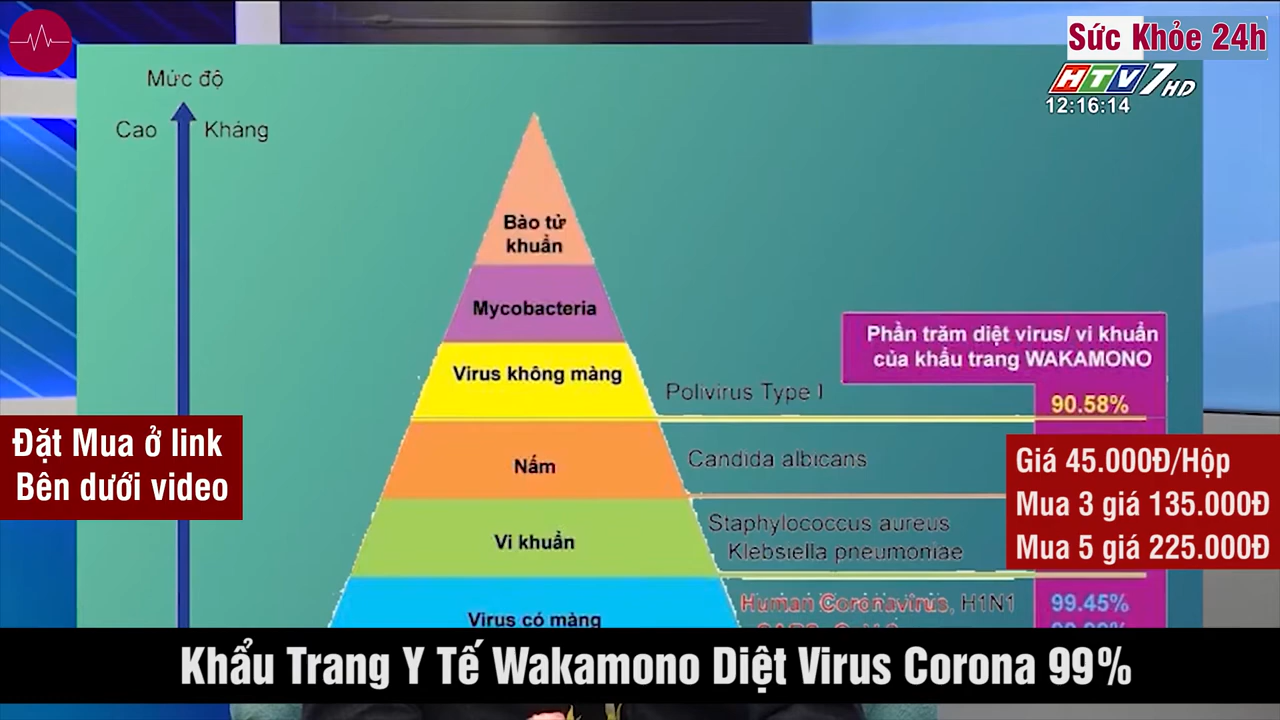 Sức Khỏe 24h
HTV7 HD
12:16:14
Mức độ
Cao Kháng
Bào tử
khuẩn
Mycobacteria
Virus không màng
Nấm
Vi khuẩn
Virus có màng
Phần trăm diệt virus/ vi khuẩn
của khẩu trang WAKAMONO
Polivirus Type I
90.58%
Candida albicans
Staphylococcus aureus
Klebsiella pneumoniae
Human Coronavirus, H1N1
99.45%
Đặt Mua ở link
Bên dưới video
Giá 45.000Đ/Hộp
Mua 3 giá 135.000Đ
Mua 5 giá 225.000Đ
Khẩu Trang Y Tế Wakamono Diệt Virus Corona 99%